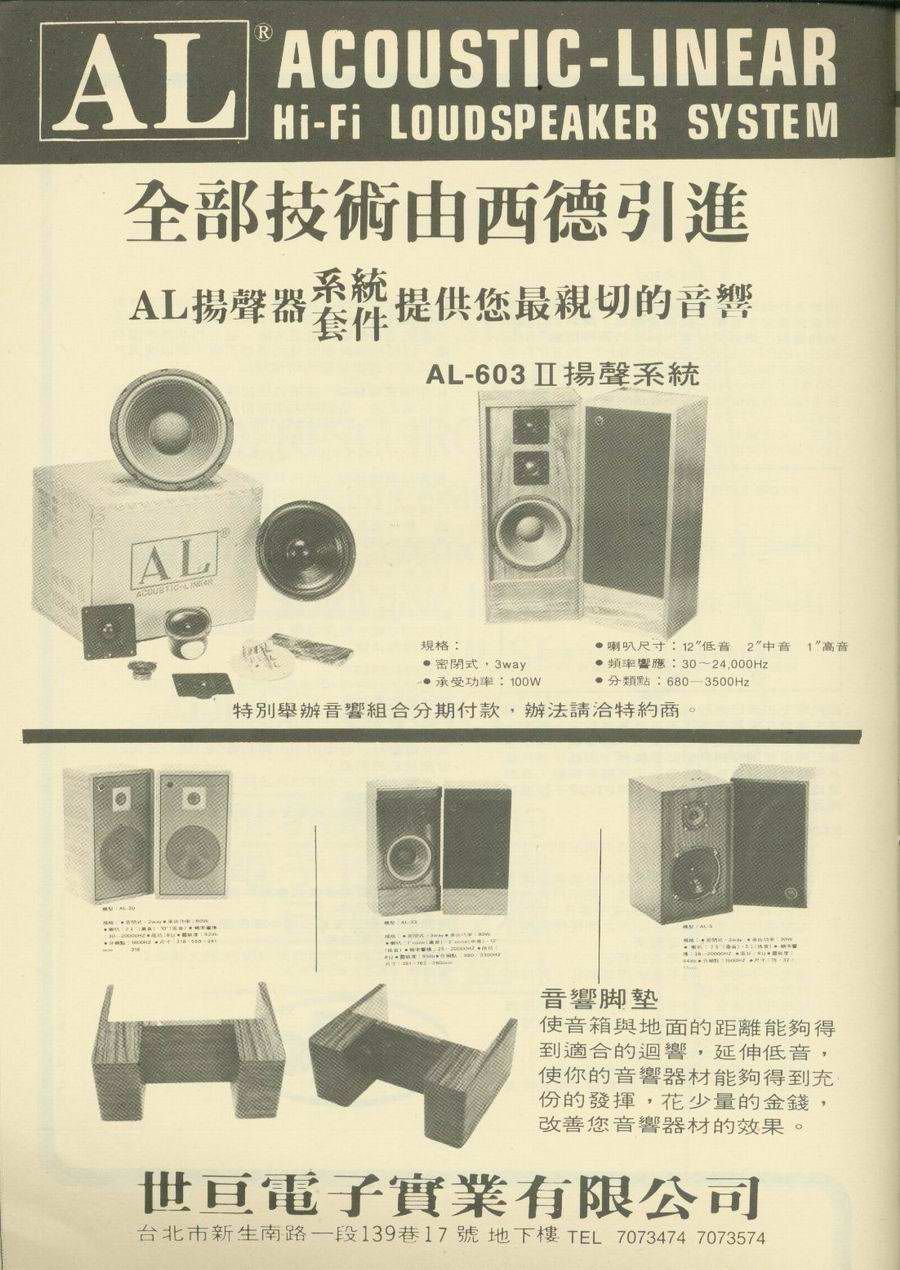 AL®
ACOUSTIC-LINEAR
Hi-Fi LOUDSPEAKER SYSTEM
全部技術由西德引進
AL揚聲器系統套件提供您最親切的音響
AL-603Ⅱ揚聲系統
AL®
ACOUSTIC-LINEAR
規格：
●密閉式，3way
●承受功率：100W
●喇叭尺寸：12"低音 2"中音 1"高音
●頻率響應：30～24,000Hz
●分類點：680—3500Hz
特別舉辦音響組合分期付款，辦法請洽特約商。
機型：AL-33
機型：AL-5
音響脚墊
使音箱與地面的距離能夠得
到適合的迴響，延伸低音，
使你的音響器材能夠得到充
份的發揮，花少量的金錢，
改善您音響器材的效果。
世亘電子實業有限公司
台北市新生南路一段139巷17號地下樓 TEL 7073474 7073574